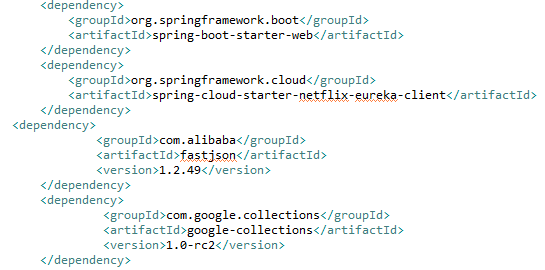 <dependency>
<groupId>org.springframework.boot</groupId>
<artifactId>spring-boot-starter-web</artifactId>
</dependency>
<dependency>
<groupId>org.springframework.cloud</groupId>
<artifactId>spring-cloud-starter-netflix-eureka-client</artifactId>
</dependency>
<dependency>
<groupId>com.alibaba</groupId>
<artifactId>fastjson</artifactId>
<version>1.2.49</version>
</dependency>
<dependency>
<groupId>com.google.collections</groupId>
<artifactId>google-collections</artifactId>
<version>1.0-rc2</version>
</dependency>